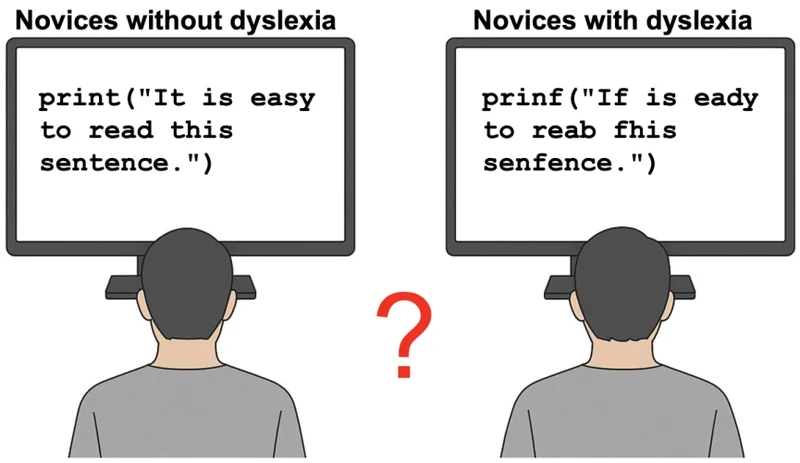 Novices without dyslexia
print("It is easy
to read this
sentence.")
Novices with dyslexia
prinf("If is eady
to reab fhis
senfence.")
?